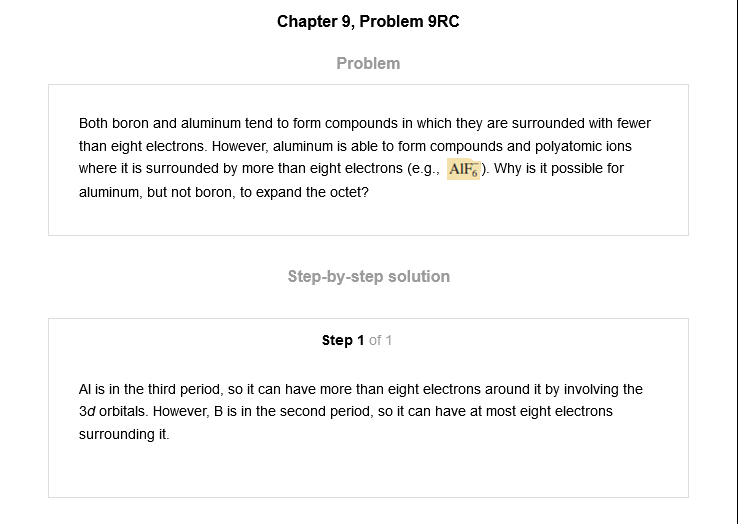 Chapter 9, Problem 9RC
Problem
Both boron and aluminum tend to form compounds in which they are surrounded with fewer
than eight electrons. However, aluminum is able to form compounds and polyatomic ions
where it is surrounded by more than eight electrons (e.g., AlF₆⁻). Why is it possible for
aluminum, but not boron, to expand the octet?
Step-by-step solution
Step 1 of 1
Al is in the third period, so it can have more than eight electrons around it by involving the
3d orbitals. However, B is in the second period, so it can have at most eight electrons
surrounding it.